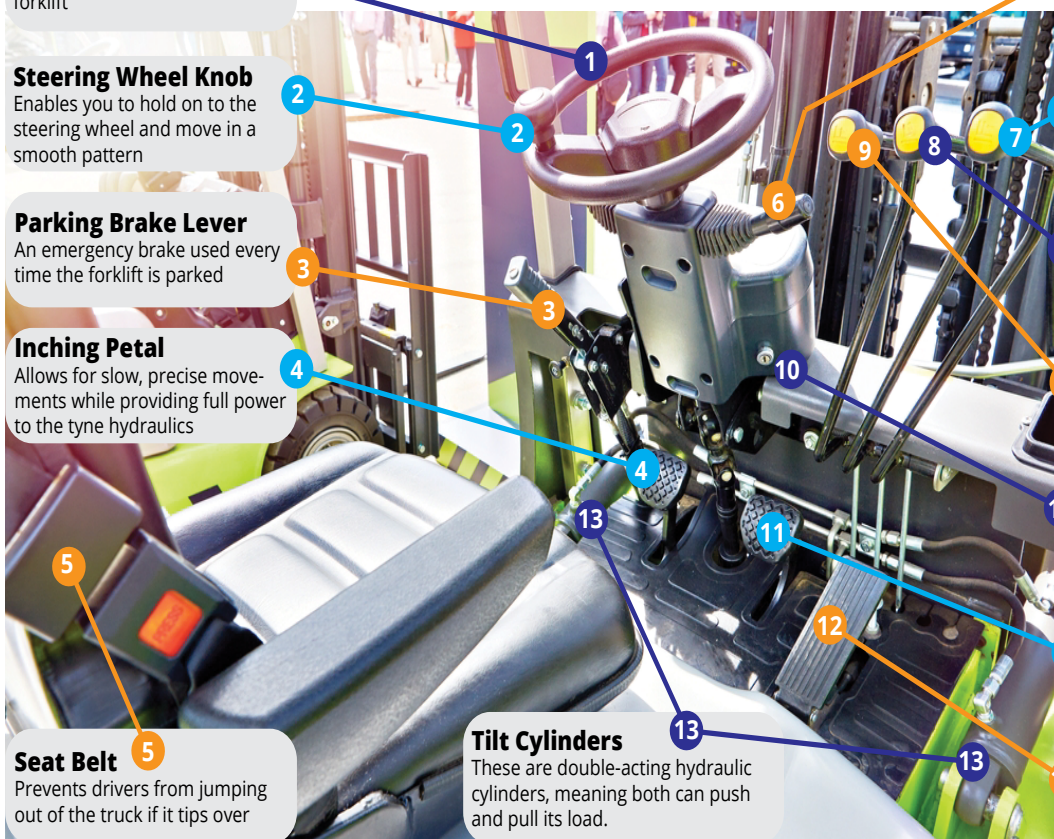 forklift
Steering Wheel Knob
Enables you to hold on to the
steering wheel and move in a
smooth pattern
Parking Brake Lever
An emergency brake used every
time the forklift is parked
Inching Petal
Allows for slow, precise move-
ments while providing full power
to the tyne hydraulics
Seat Belt
Prevents drivers from jumping
out of the truck if it tips over
Tilt Cylinders
These are double-acting hydraulic
cylinders, meaning both can push
and pull its load.
1
2
2
3
3
4
4
5
5
6
7
8
9
10
11
12
13
13
13
PRESS